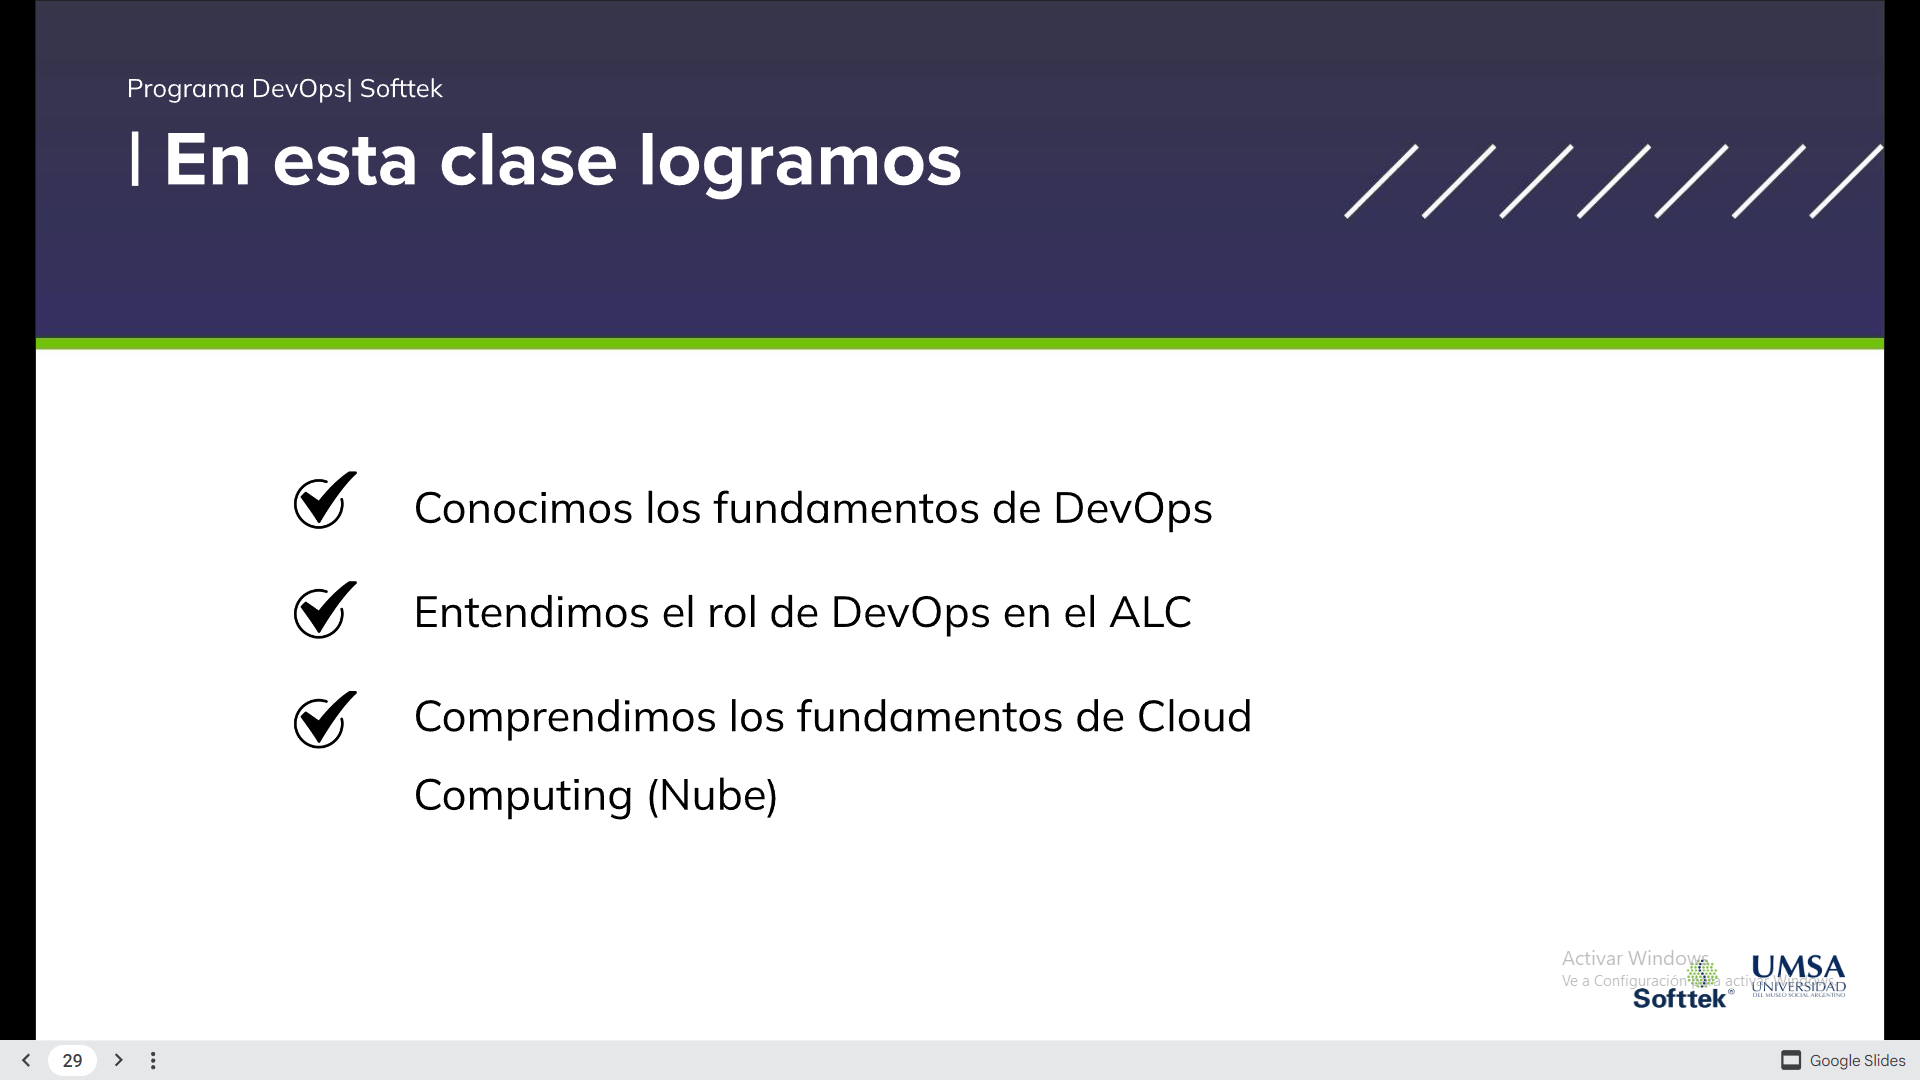 Programa DevOps| Softtek
| En esta clase logramos
Conocimos los fundamentos de DevOps
Entendimos el rol de DevOps en el ALC
Comprendimos los fundamentos de Cloud
Computing (Nube)
Activar Windows
Ve a Configuración para activar Windows.
Softtek®
UMSA
UNIVERSIDAD
DEL MUSEO SOCIAL ARGENTINO
29
Google Slides